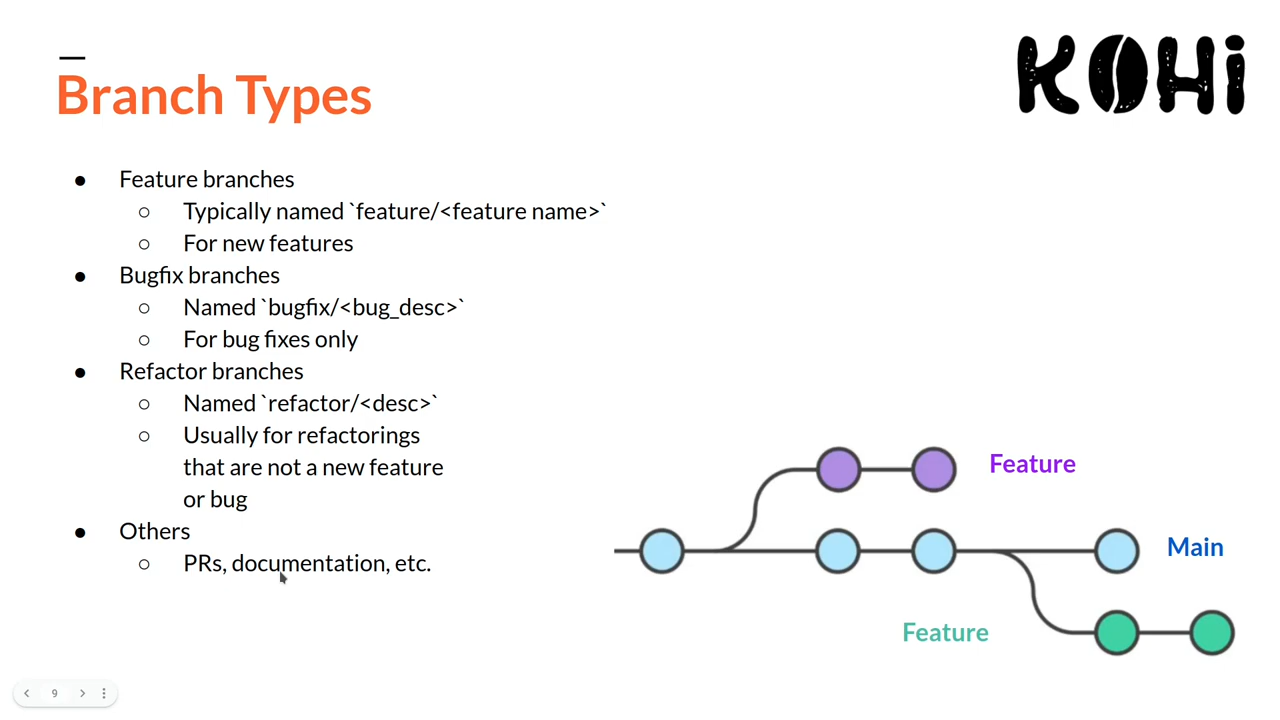 KOHi
Branch Types
● Feature branches
○ Typically named `feature/<feature name>`
○ For new features
● Bugfix branches
○ Named `bugfix/<bug_desc>`
○ For bug fixes only
● Refactor branches
○ Named `refactor/<desc>`
○ Usually for refactorings
that are not a new feature
or bug
● Others
○ PRs, documentation, etc.
Feature
Main
Feature
9